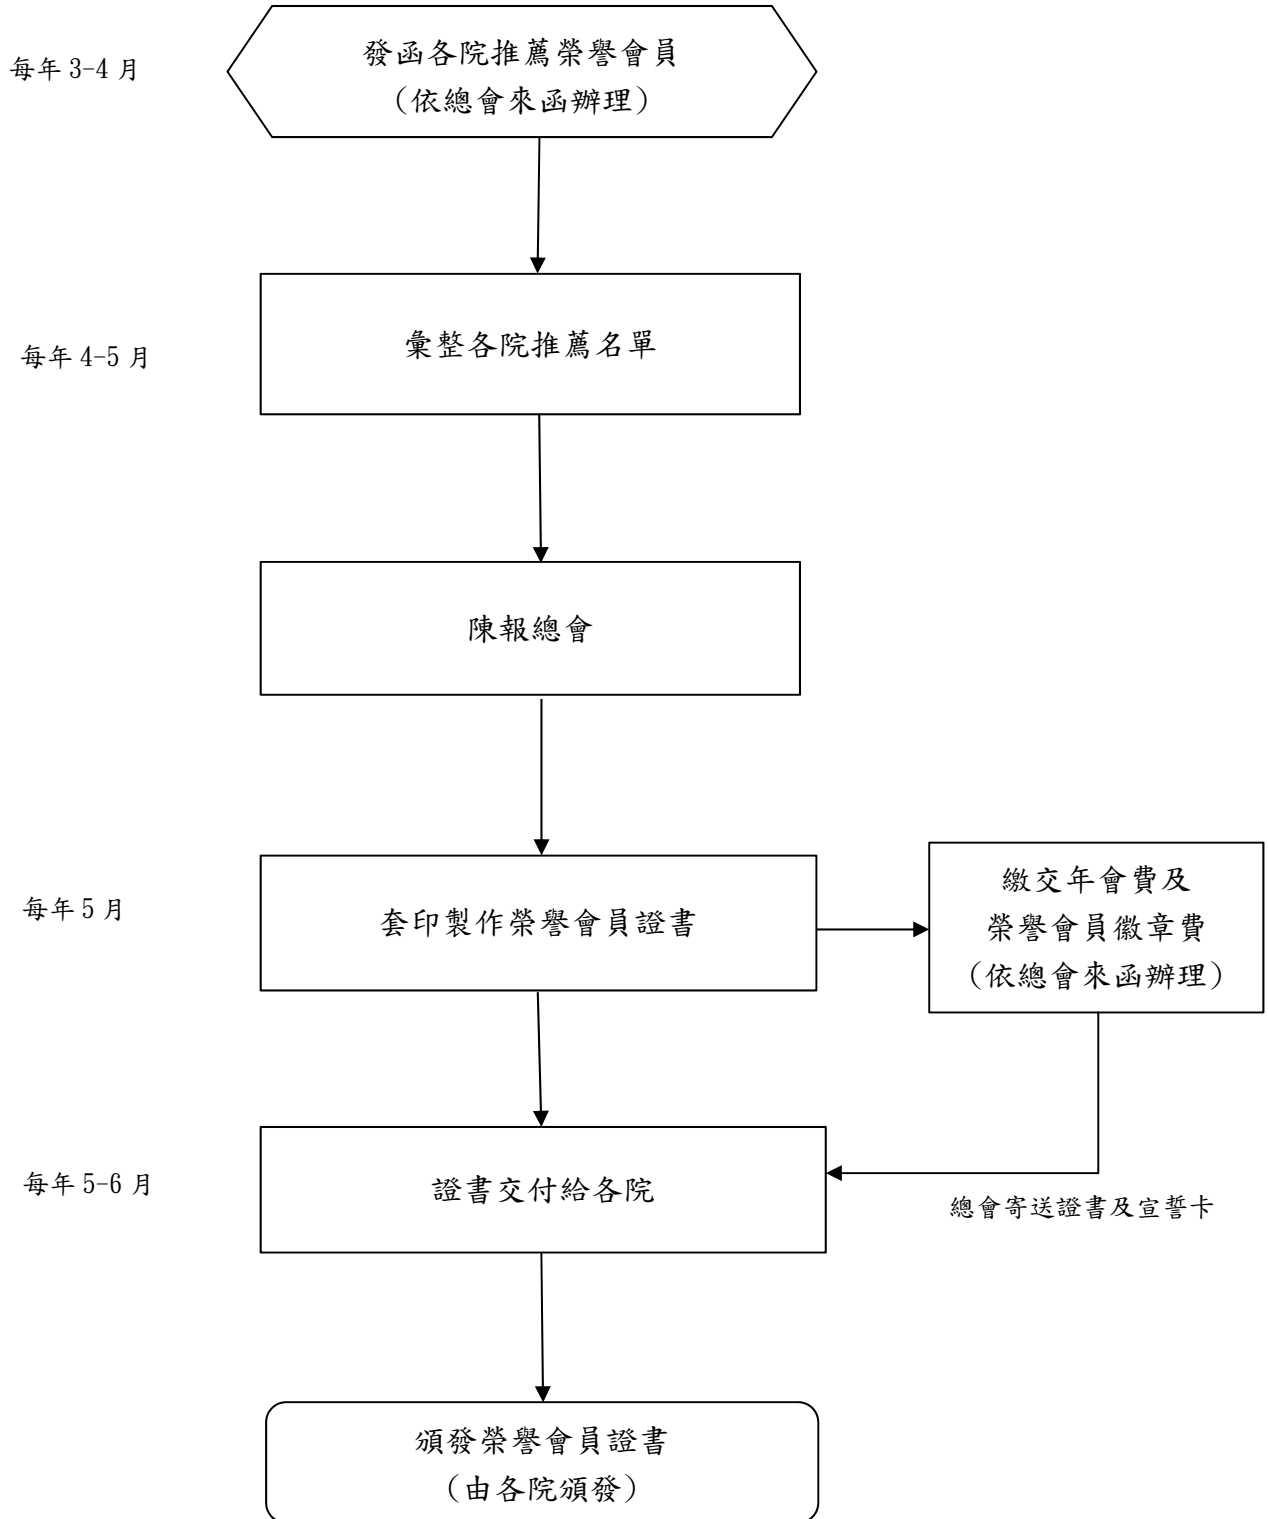 每年 3-4 月
發函各院推薦榮譽會員
(依總會來函辦理)
每年 4-5 月
彙整各院推薦名單
陳報總會
每年 5 月
套印製作榮譽會員證書
繳交年會費及
榮譽會員徽章費
(依總會來函辦理)
每年 5-6 月
證書交付給各院
總會寄送證書及宣誓卡
頒發榮譽會員證書
(由各院頒發)